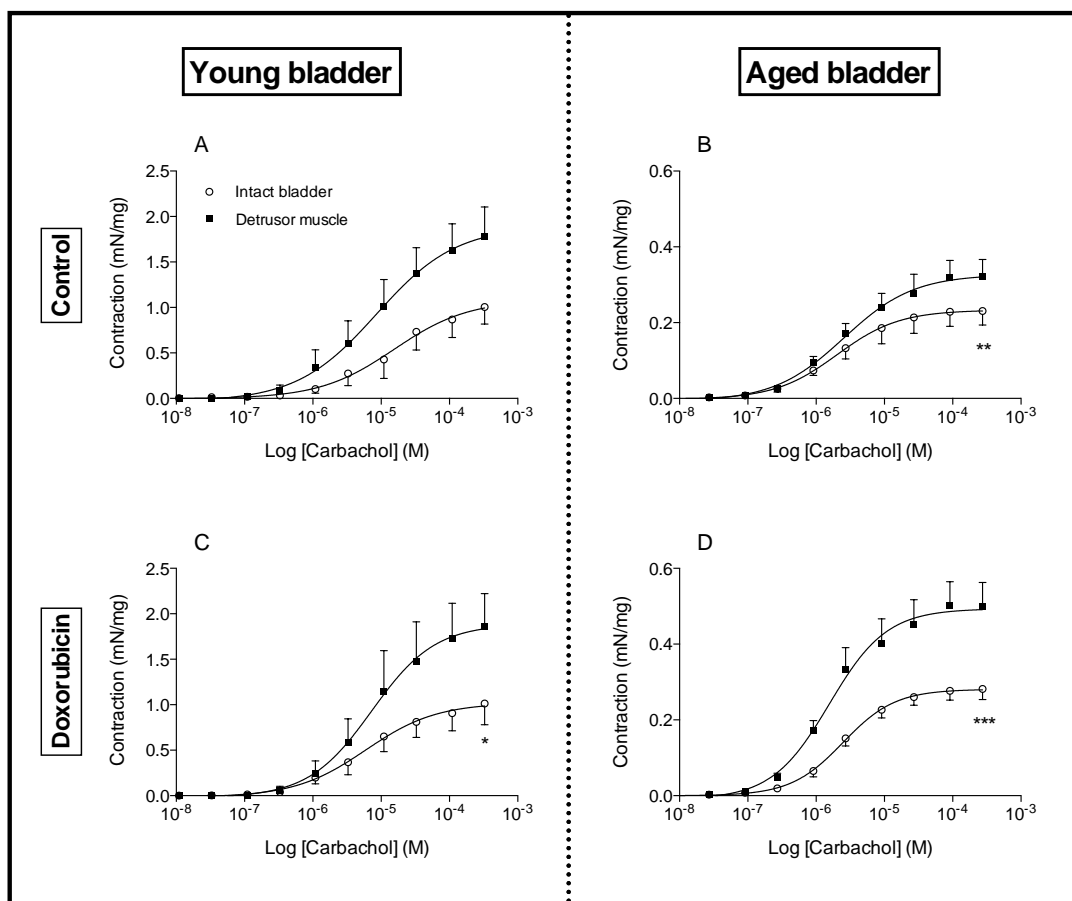 Young bladder
Aged bladder
Control
Doxorubicin
A
2.5
2.0
1.5
1.0
0.5
0.0
Contraction (mN/mg)
Intact bladder
Detrusor muscle
10-8 10-7 10-6 10-5 10-4 10-3
Log [Carbachol] (M)
B
0.6
0.4
0.2
0.0
Contraction (mN/mg)
**
10-8 10-7 10-6 10-5 10-4 10-3
Log [Carbachol] (M)
C
2.5
2.0
1.5
1.0
0.5
0.0
Contraction (mN/mg)
*
10-8 10-7 10-6 10-5 10-4 10-3
Log [Carbachol] (M)
D
0.6
0.4
0.2
0.0
Contraction (mN/mg)
***
10-8 10-7 10-6 10-5 10-4 10-3
Log [Carbachol] (M)